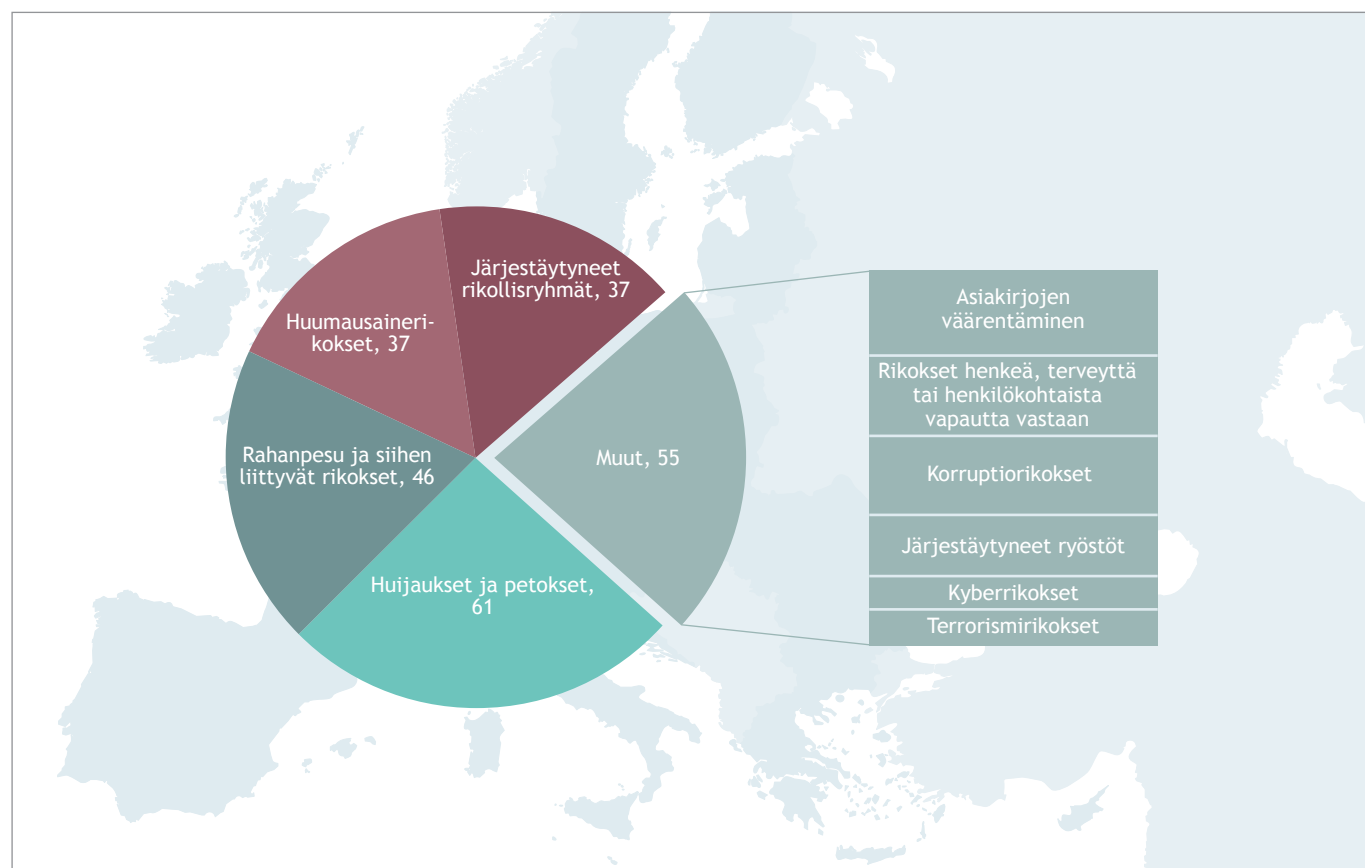 Järjestäytyneet
rikollisryhmät, 37
Huumausaineri-
kokset, 37
Rahanpesu ja siihen
liittyvät rikokset, 46
Huijaukset ja petokset,
61
Muut, 55
Asiakirjojen
väärentäminen
Rikokset henkeä, terveyttä
tai henkilökohtaista
vapautta vastaan
Korruptiorikokset
Järjestäytyneet ryöstöt
Kyberrikokset
Terrorismirikokset